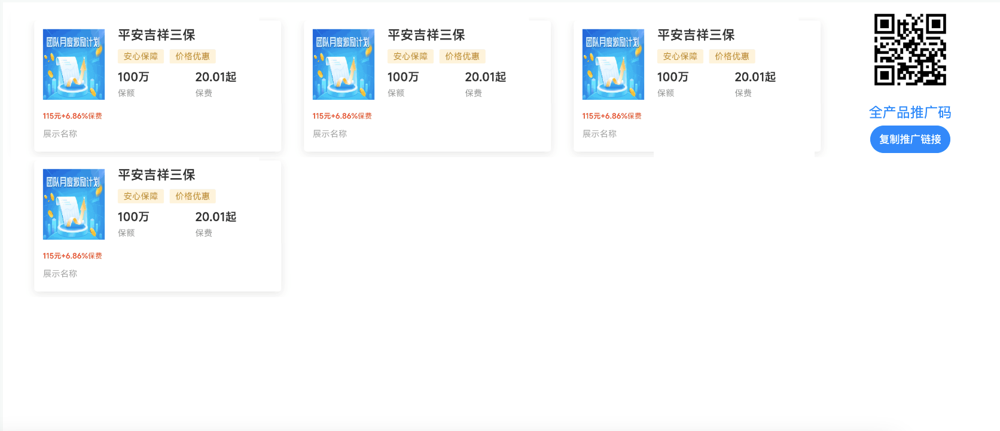 团队月度激励计划
平安吉祥三保
安心保障 价格优惠
100万 20.01起
保额 保费
115元+6.86%保费
展示名称
团队月度激励计划
平安吉祥三保
安心保障 价格优惠
100万 20.01起
保额 保费
115元+6.86%保费
展示名称
团队月度激励计划
平安吉祥三保
安心保障 价格优惠
100万 20.01起
保额 保费
115元+6.86%保费
展示名称
全产品推广码
复制推广链接
团队月度激励计划
平安吉祥三保
安心保障 价格优惠
100万 20.01起
保额 保费
115元+6.86%保费
展示名称